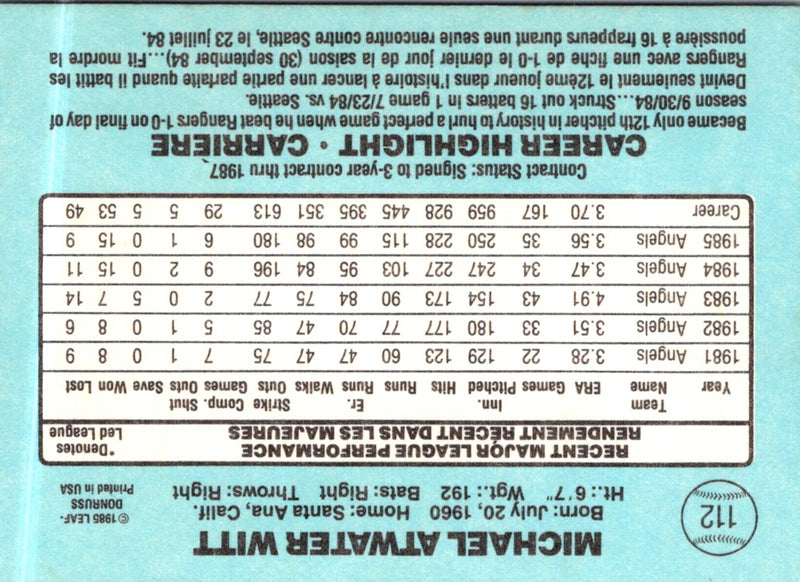 112
MICHAEL ATWATER WITT
Born: July 20, 1960 Home: Santa Ana, Calif.
Ht.: 6'7" Wgt.: 192 Bats: Right Throws: Right
© 1985 LEAF-
DONRUSS
Printed in USA
RECENT MAJOR LEAGUE PERFORMANCE
RENDEMENT RÉCENT DANS LES MAJEURES
*Denotes
Led League
Team Inn. Er. Strike Comp. Shut
Year Name ERA Games Pitched Hits Runs Runs Walks Outs Games Outs Save Won Lost
1981 Angels 3.28 22 129 123 60 47 47 75 7 1 0 8 9
1982 Angels 3.51 33 180 177 77 70 47 85 5 1 0 8 6
1983 Angels 4.91 43 154 173 90 84 75 77 2 0 5 7 14
1984 Angels 3.47 34 247 227 103 95 84 196 9 2 0 15 11
1985 Angels 3.56 35 250 228 115 99 98 180 6 1 0 15 9
Career 3.70 167 959 928 445 395 351 613 29 5 5 53 49
Contract Status: Signed to 3-year contract thru 1987
CAREER HIGHLIGHT • CARRIERE
Became only 12th pitcher in history to hurl a perfect game when he beat Rangers 1-0 on final day of
season 9/30/84...Struck out 16 batters in 1 game 7/23/84 vs. Seattle.
Devint seulement le 12ème joueur dans l'histoire à lancer une partie parfaite quand il battit les
Rangers avec une fiche de 1-0 le dernier jour de la saison (30 september 84)...Fit mordre la
poussière à 16 frappeurs durant une seule rencontre contre Seattle, le 23 juillet 84.